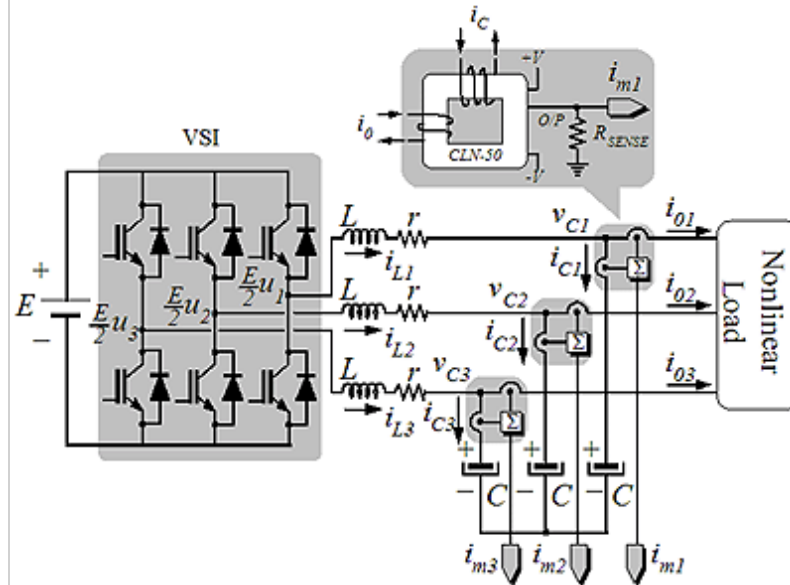 i_C
+V
i_m1
i_0
O/P
R_SENSE
CLN-50
-V
VSI
L r v_C1 i_01
i_L1 i_C1 Σ
E/2 u_1
+
E
−
E/2 u_2
E/2 u_3
L r v_C2 i_02
i_L2 i_C2 Σ
L r v_C3 i_03
i_L3 i_C3 Σ
Nonlinear
Load
+ + +
− C − C − C
i_m3 i_m2 i_m1